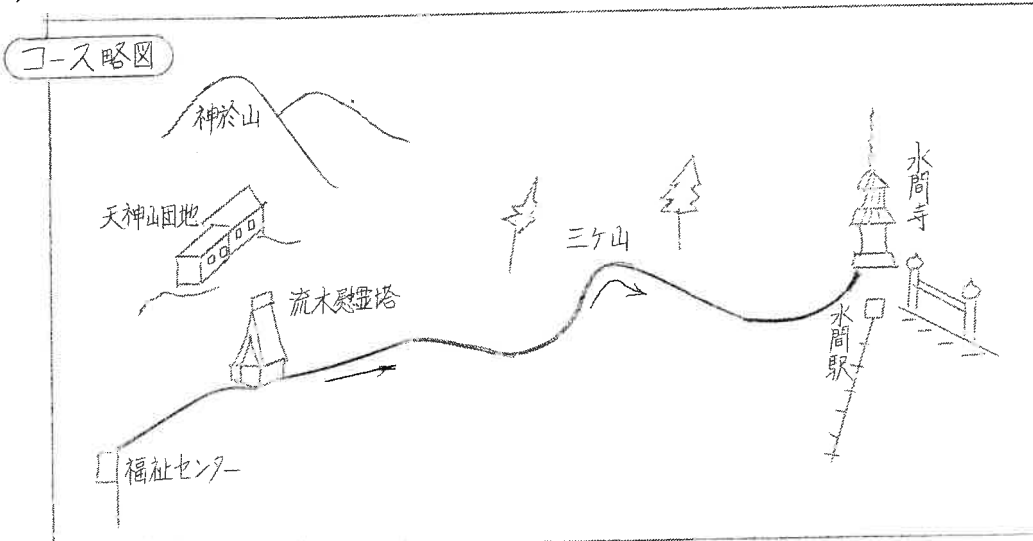 コース略図
神於山
天神山団地
流木慰霊塔
三ケ山
水間寺
水間駅
福祉センター